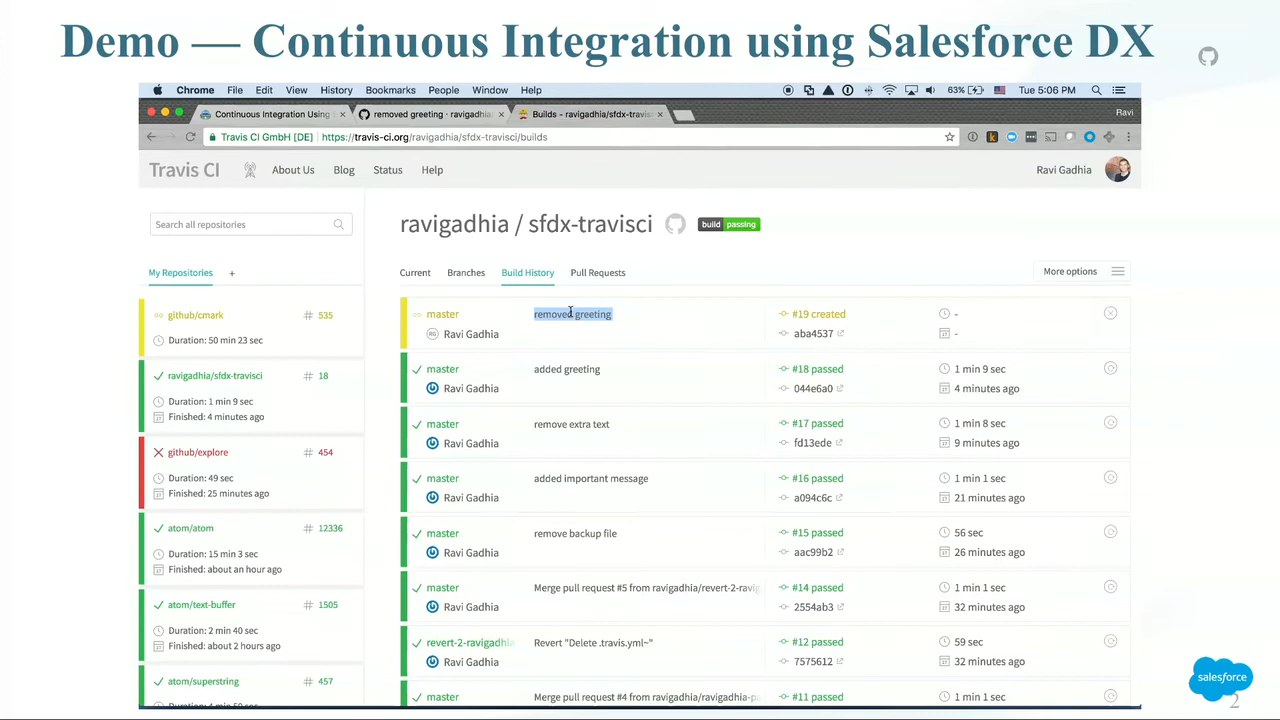 Demo — Continuous Integration using Salesforce DX
Chrome File Edit View History Bookmarks People Window Help 63% Tue 5:06 PM
Continuous Integration Using removed greeting · ravigadhia Builds - ravigadhia/sfdx-travis Ravi
Travis CI GmbH [DE] https://travis-ci.org/ravigadhia/sfdx-travisci/builds
Travis CI About Us Blog Status Help Ravi Gadhia
Search all repositories
ravigadhia / sfdx-travisci build passing
My Repositories +
Current Branches Build History Pull Requests More options
github/cmark # 535
Duration: 50 min 23 sec
ravigadhia/sfdx-travisci # 18
Duration: 1 min 9 sec
Finished: 4 minutes ago
github/explore # 454
Duration: 49 sec
Finished: 25 minutes ago
atom/atom # 12336
Duration: 15 min 3 sec
Finished: about an hour ago
atom/text-buffer # 1505
Duration: 2 min 40 sec
Finished: about 2 hours ago
atom/superstring # 457
master removed greeting #19 created -
RG Ravi Gadhia aba4537 -
master added greeting #18 passed 1 min 9 sec
Ravi Gadhia 044e6a0 4 minutes ago
master remove extra text #17 passed 1 min 8 sec
Ravi Gadhia fd13ede 9 minutes ago
master added important message #16 passed 1 min 1 sec
Ravi Gadhia a094c6c 21 minutes ago
master remove backup file #15 passed 56 sec
Ravi Gadhia aac99b2 26 minutes ago
master Merge pull request #5 from ravigadhia/revert-2-ravig #14 passed 1 min 1 sec
Ravi Gadhia 2554ab3 32 minutes ago
revert-2-ravigadhia Revert "Delete .travis.yml~" #12 passed 59 sec
Ravi Gadhia 7575612 32 minutes ago
master Merge pull request #4 from ravigadhia/ravigadhia-pa #11 passed 1 min 1 sec
salesforce
2